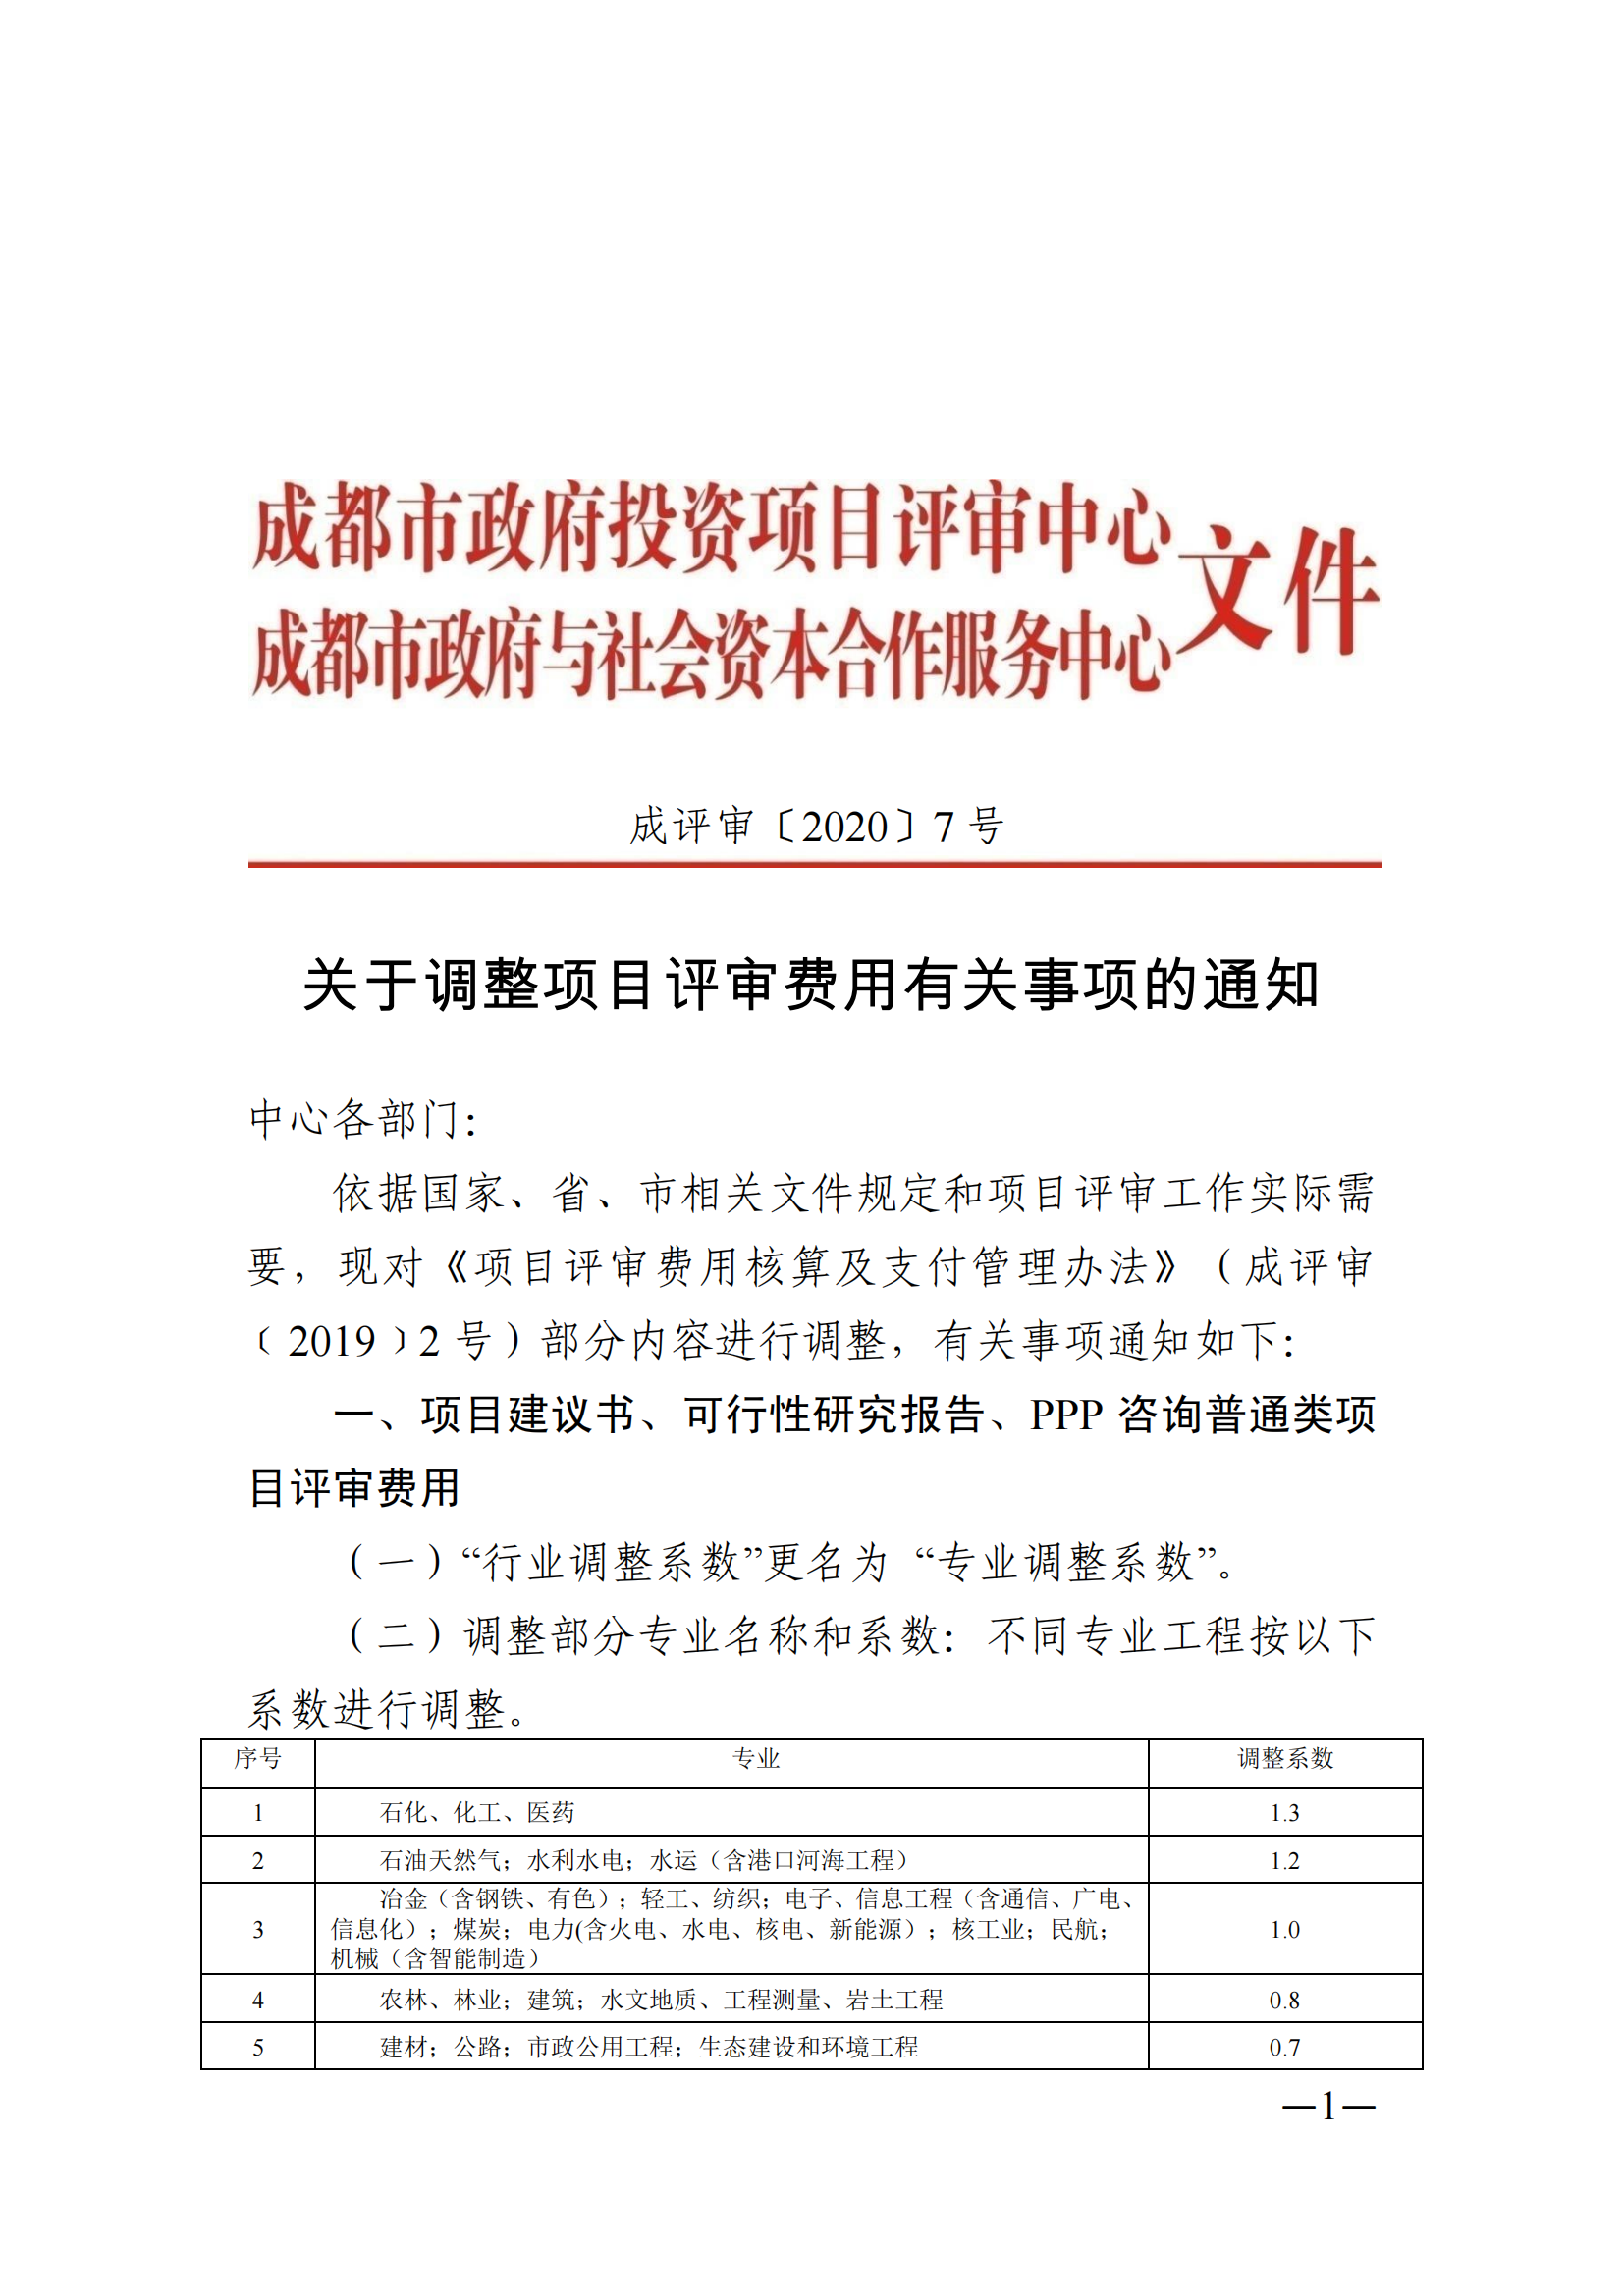 成都市政府投资项目评审中心
成都市政府与社会资本合作服务中心
文件
成评审〔2020〕7 号
关于调整项目评审费用有关事项的通知
中心各部门：
依据国家、省、市相关文件规定和项目评审工作实际需
要，现对《项目评审费用核算及支付管理办法》（成评审
〔2019〕2 号）部分内容进行调整，有关事项通知如下：
一、项目建议书、可行性研究报告、PPP 咨询普通类项
目评审费用
（一）“行业调整系数”更名为 “专业调整系数”。
（二）调整部分专业名称和系数：不同专业工程按以下
系数进行调整。
序号 专业 调整系数
1 石化、化工、医药 1.3
2 石油天然气；水利水电；水运（含港口河海工程） 1.2
冶金（含钢铁、有色）；轻工、纺织；电子、信息工程（含通信、广电、
3 信息化）；煤炭；电力(含火电、水电、核电、新能源）；核工业；民航； 1.0
机械（含智能制造）
4 农林、林业；建筑；水文地质、工程测量、岩土工程 0.8
5 建材；公路；市政公用工程；生态建设和环境工程 0.7
—1—